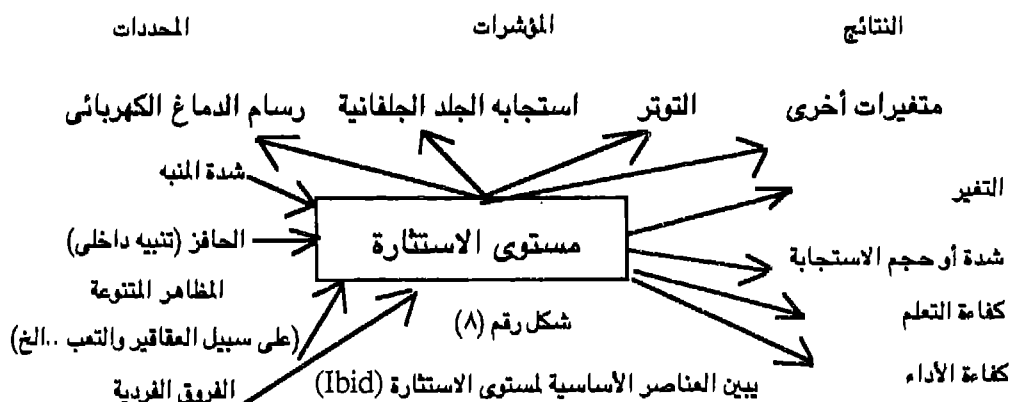 المحددات المؤشرات النتائج
رسام الدماغ الكهربائى استجابه الجلد الجلفانية التوتر متغيرات أخرى
شدة المنبه
التغير
الحافز (تنبيه داخلى)
مستوى الاستثارة
شدة أو حجم الاستجابة
المظاهر المتنوعة
(على سبيل العقاقير والتعب ..الخ)
شكل رقم (٨)
كفاءة التعلم
الفروق الفردية
يبين العناصر الأساسية لمستوى الاستثارة (Ibid)
كفاءة الأداء